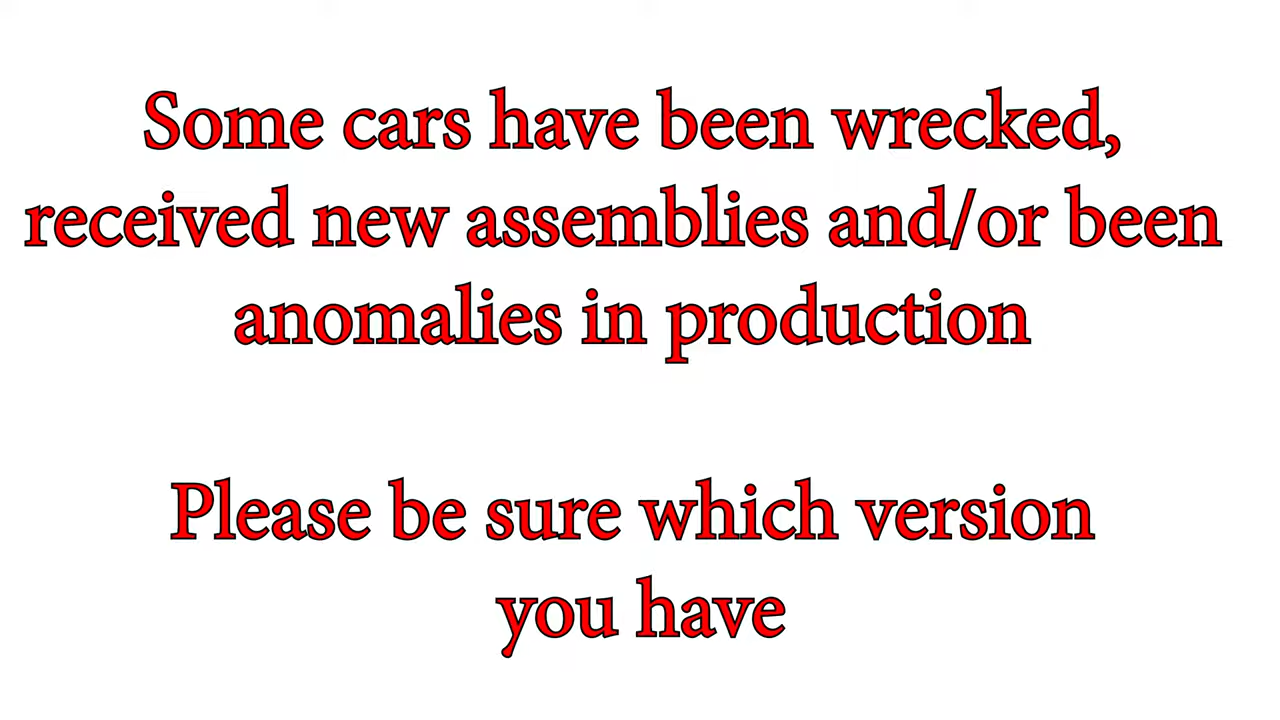 Some cars have been wrecked,
received new assemblies and/or been
anomalies in production
Please be sure which version
you have